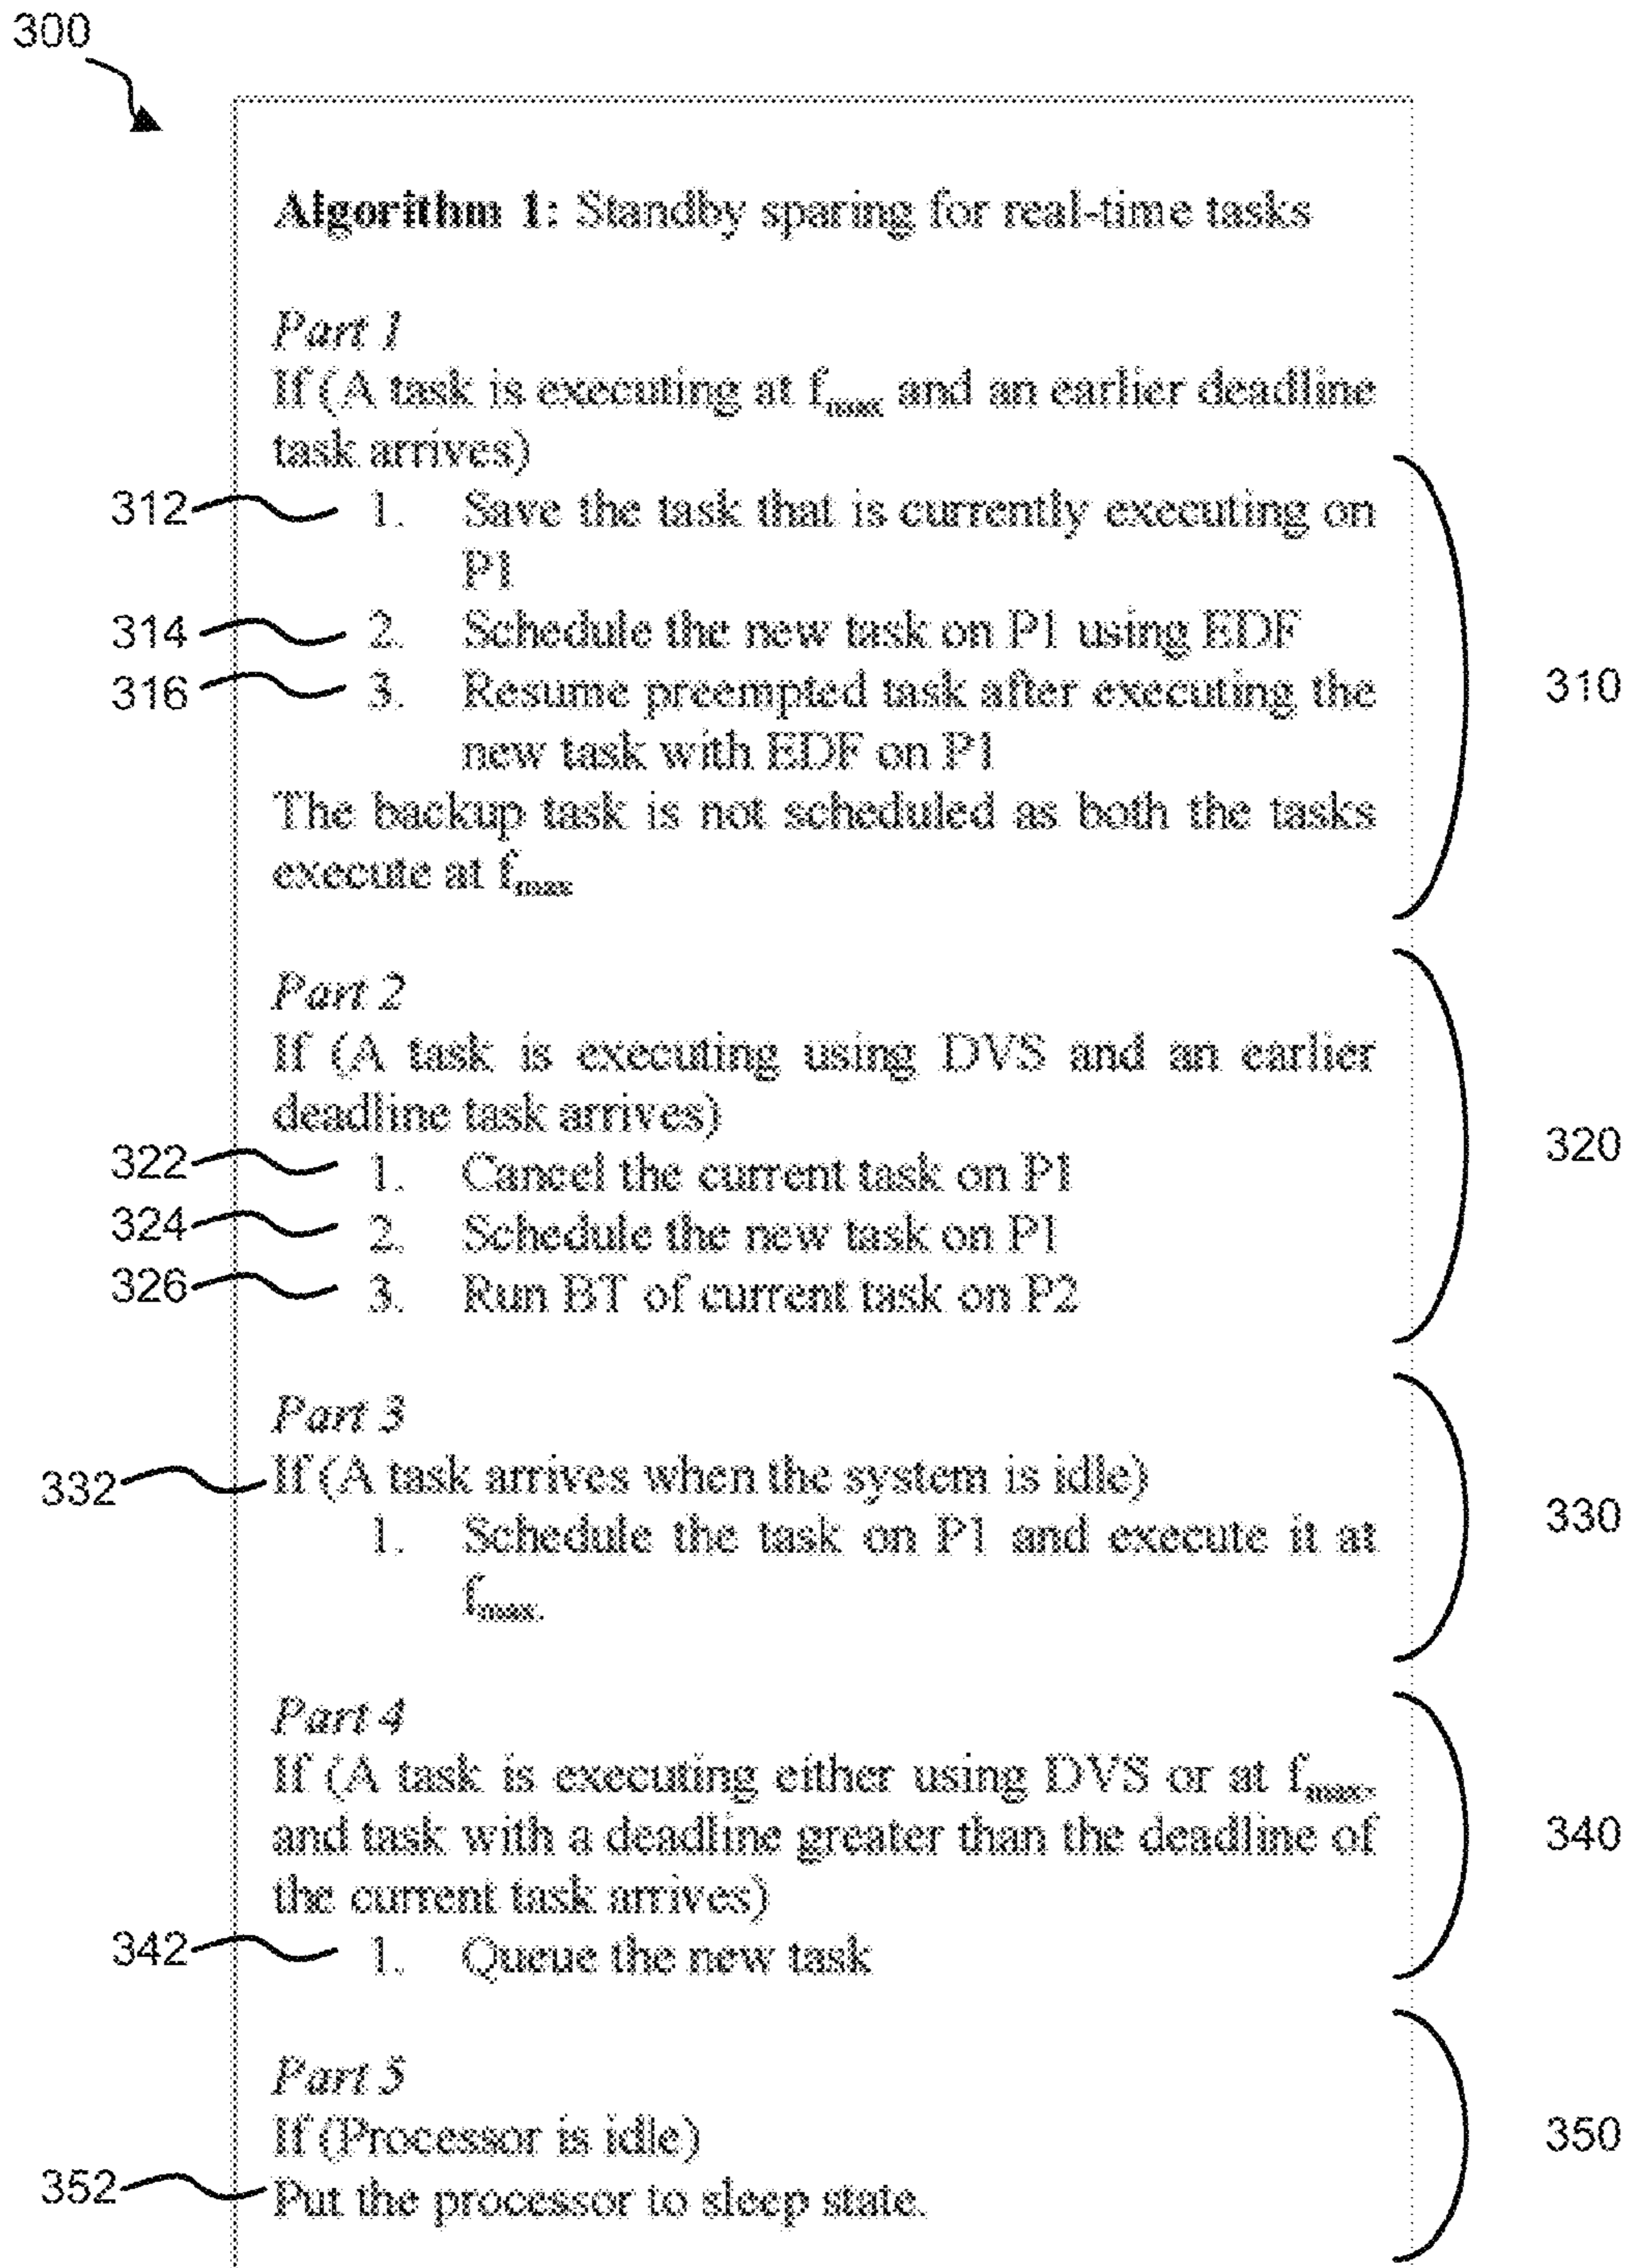 300
Algorithm 1: Standby sparing for real-time tasks
Part 1
If (A task is executing at fmax and an earlier deadline
task arrives)
312 1. Save the task that is currently executing on
P1
314 2. Schedule the new task on P1 using EDF
316 3. Resume preempted task after executing the
310
new task with EDF on P1
The backup task is not scheduled as both the tasks
execute at fmax
Part 2
If (A task is executing using DVS and an earlier
deadline task arrives)
320
322 1. Cancel the current task on P1
324 2. Schedule the new task on P1
326 3. Run BT of current task on P2
Part 3
332 If (A task arrives when the system is idle)
330
1. Schedule the task on P1 and execute it at
fmax.
Part 4
If (A task is executing either using DVS or at fmax,
and task with a deadline greater than the deadline of
340
the current task arrives)
342 1. Queue the new task
Part 5
If (Processor is idle)
350
352 Put the processor to sleep state.